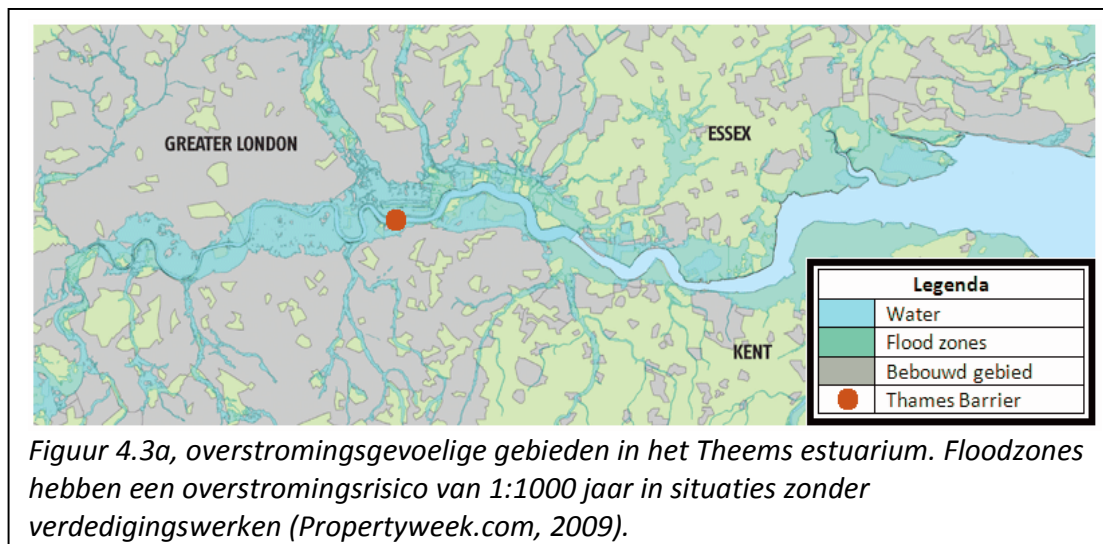 GREATER LONDON
ESSEX
KENT
Legenda
Water
Flood zones
Bebouwd gebied
Thames Barrier
Figuur 4.3a, overstromingsgevoelige gebieden in het Theems estuarium. Floodzones
hebben een overstromingsrisico van 1:1000 jaar in situaties zonder
verdedigingswerken (Propertyweek.com, 2009).